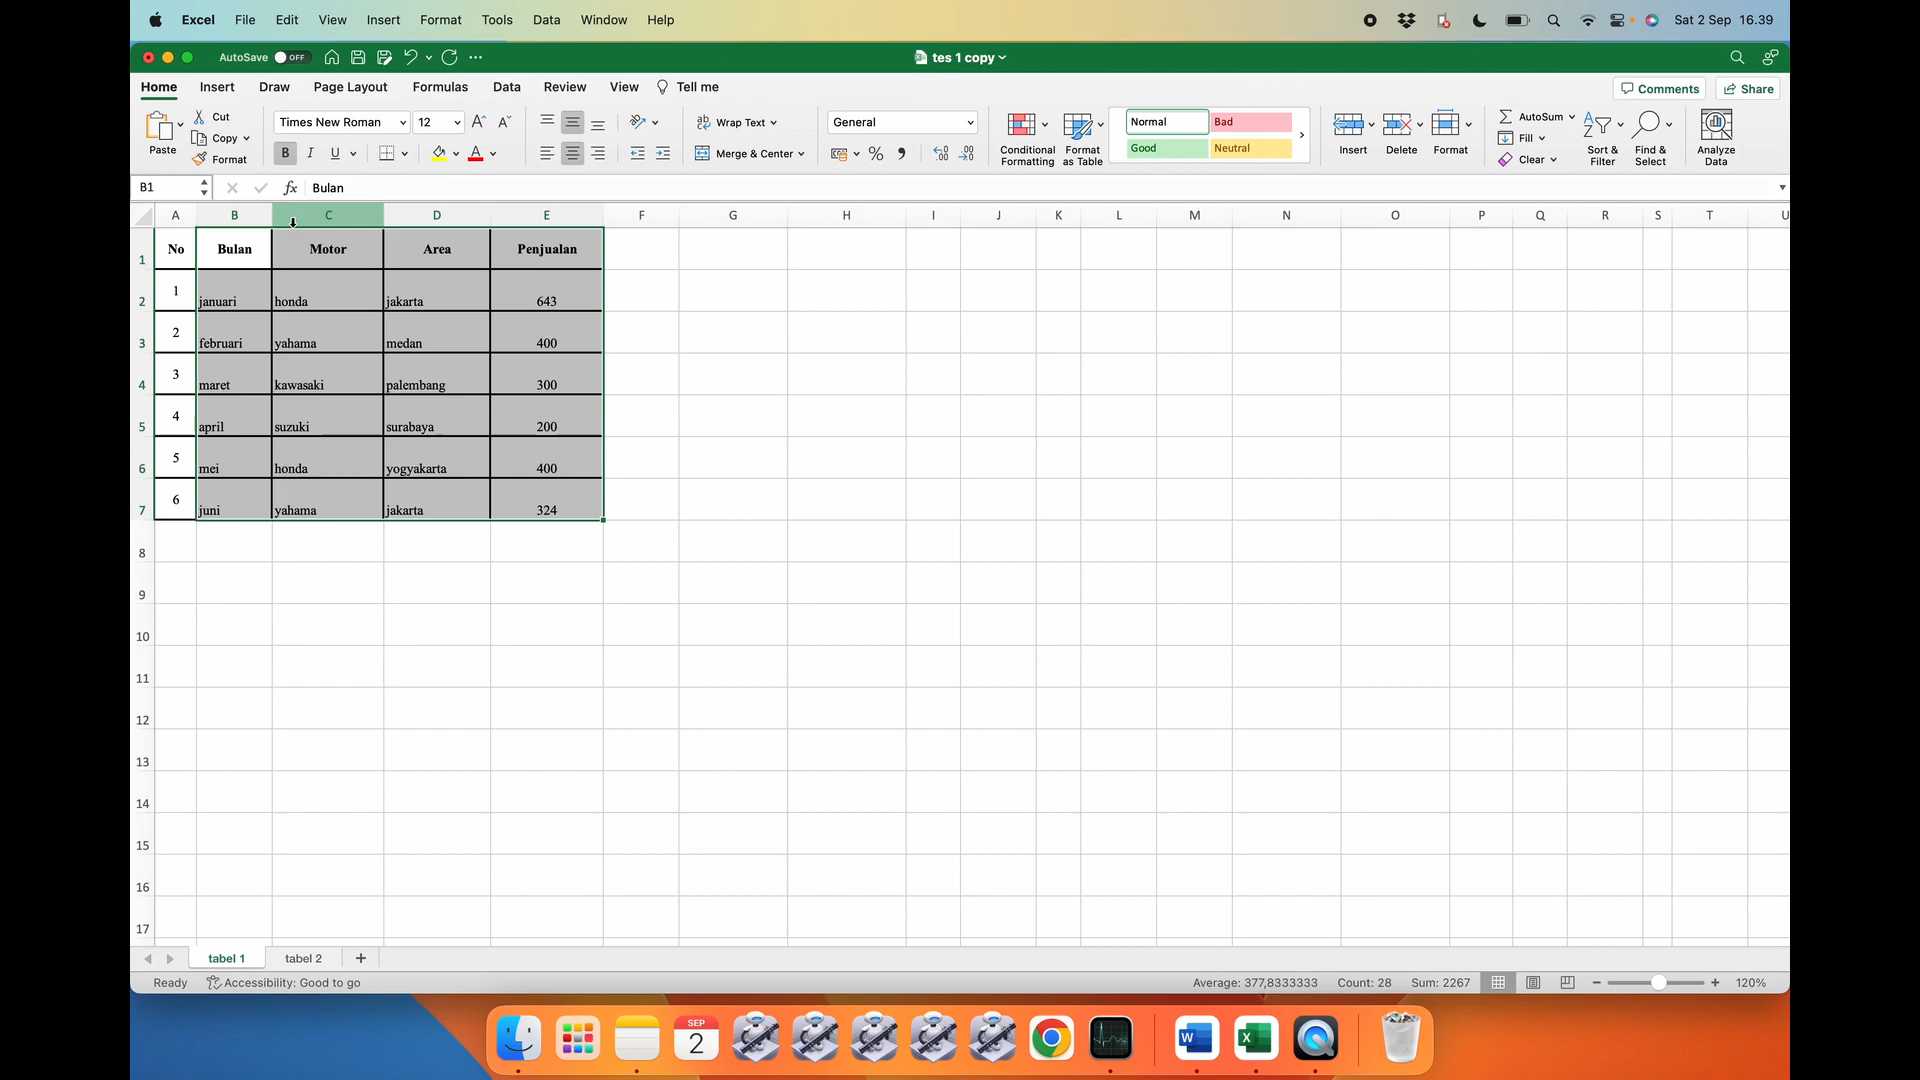 Excel File Edit View Insert Format Tools Data Window Help Sat 2 Sep 16.39
AutoSave OFF tes 1 copy
Home Insert Draw Page Layout Formulas Data Review View Tell me Comments Share
Paste Cut Copy Format
Times New Roman 12
B I U
Wrap Text
Merge & Center
General
%
Conditional Formatting
Format as Table
Normal Bad
Good Neutral
Insert Delete Format
AutoSum
Fill
Clear
Sort & Filter
Find & Select
Analyze Data
B1 fx Bulan
A B C D E F G H I J K L M N O P Q R S T U
1 No Bulan Motor Area Penjualan
2 1 januari honda jakarta 643
3 2 februari yahama medan 400
4 3 maret kawasaki palembang 300
5 4 april suzuki surabaya 200
6 5 mei honda yogyakarta 400
7 6 juni yahama jakarta 324
8
9
10
11
12
13
14
15
16
17
tabel 1 tabel 2 +
Ready Accessibility: Good to go Average: 377,8333333 Count: 28 Sum: 2267 120%
SEP
2
W X